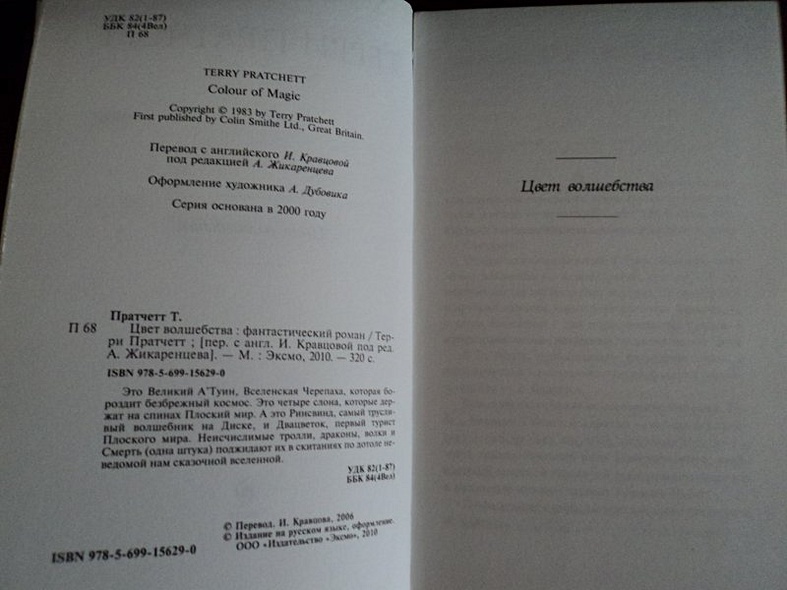 УДК 82(1-87)
ББК 84(4Вел)
П 68
TERRY PRATCHETT
Colour of Magic
Copyright © 1983 by Terry Pratchett
First published by Colin Smithe Ltd., Great Britain.
Перевод с английского И. Кравцовой
под редакцией А. Жикаренцева
Оформление художника А. Дубовика
Серия основана в 2000 году
Пратчетт Т.
П 68 Цвет волшебства : фантастический роман / Тер-
ри Пратчетт ; [пер. с англ. И. Кравцовой под ред.
А. Жикаренцева]. — М. : Эксмо, 2010. — 320 с.
ISBN 978-5-699-15629-0
Это Великий А'Туин, Вселенская Черепаха, которая бо-
роздит безбрежный космос. Это четыре слона, которые дер-
жат на спинах Плоский мир. А это Ринсвинд, самый трусли-
вый волшебник на Диске, и Двацветок, первый турист
Плоского мира. Неисчислимые тролли, драконы, волки и
Смерть (одна штука) поджидают их в скитаниях по дотоле не-
ведомой нам сказочной вселенной.
УДК 82(1-87)
ББК 84(4Вел)
© Перевод. И. Кравцова, 2006
© Издание на русском языке, оформление.
ООО «Издательство «Эксмо», 2010
ISBN 978-5-699-15629-0
Цвет волшебства